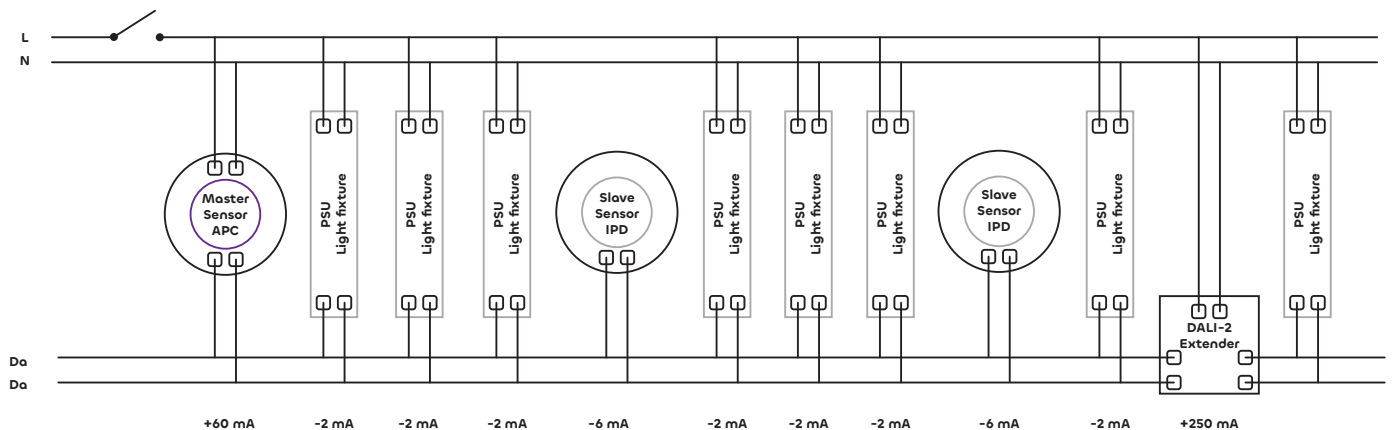 L
N
Master
Sensor
APC
PSU
Light fixture
PSU
Light fixture
PSU
Light fixture
Slave
Sensor
IPD
PSU
Light fixture
PSU
Light fixture
PSU
Light fixture
Slave
Sensor
IPD
PSU
Light fixture
DALI-2
Extender
PSU
Light fixture
Da
Da
+60 mA -2 mA -2 mA -2 mA -6 mA -2 mA -2 mA -2 mA -6 mA -2 mA +250 mA